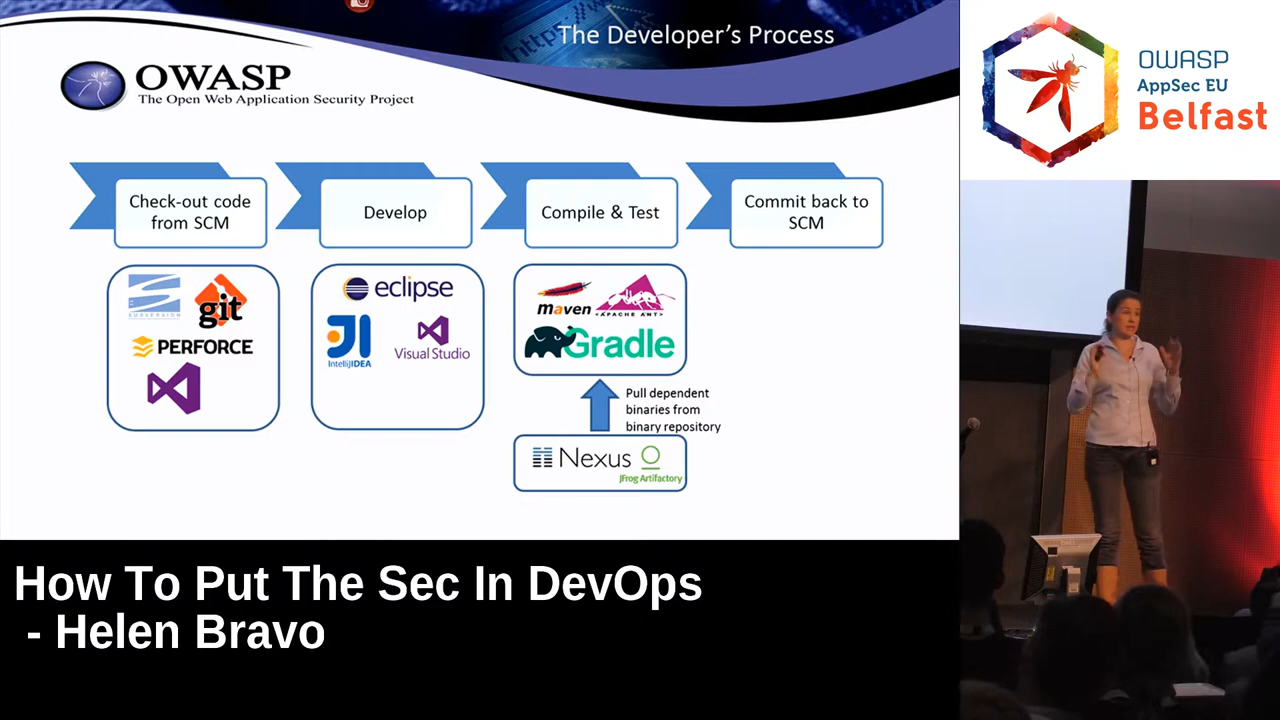 The Developer's Process
OWASP
The Open Web Application Security Project
OWASP
AppSec EU
Belfast
Check-out code
from SCM
Develop
Compile & Test
Commit back to
SCM
SUBVERSION
git
PERFORCE
eclipse
IntelliJIDEA
Visual Studio
maven
APACHE ANT
Gradle
Pull dependent
binaries from
binary repository
Nexus
JFrog Artifactory
How To Put The Sec In DevOps
- Helen Bravo